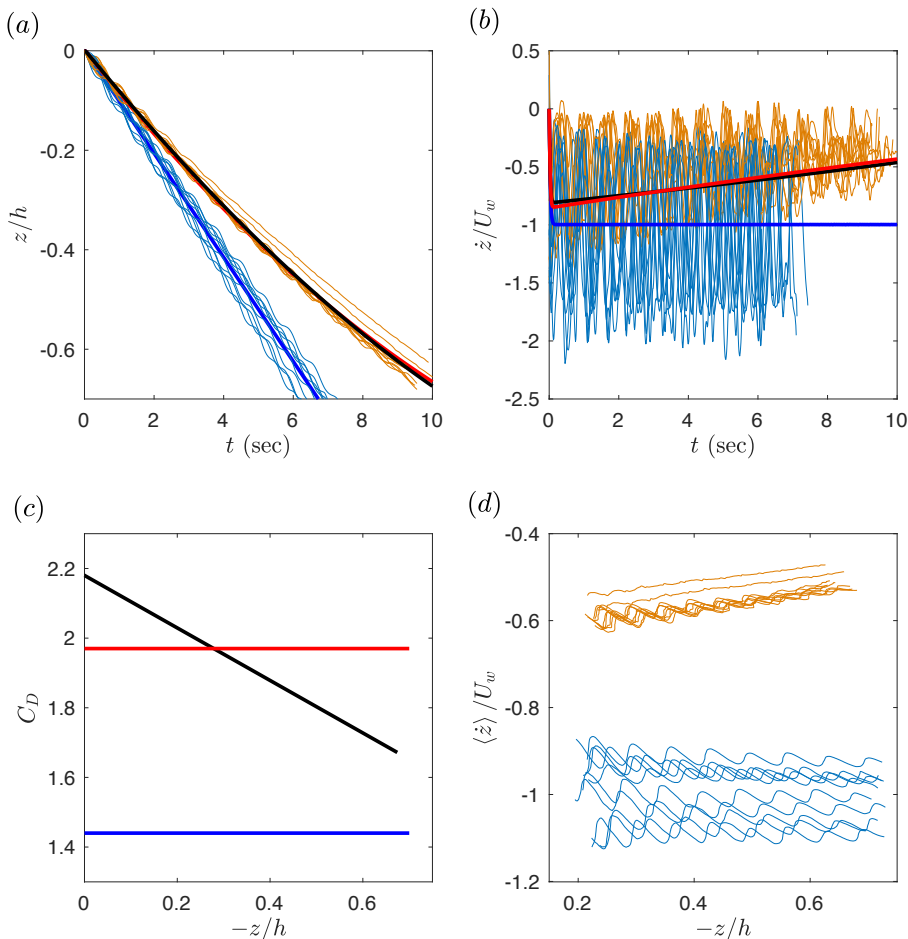 (a)
0
-0.2
-0.4
-0.6
z/h
0 2 4 6 8 10
t (sec)
(b)
0.5
0
-0.5
-1
-1.5
-2
-2.5
ż/U_w
0 2 4 6 8 10
t (sec)
(c)
2.2
2
1.8
1.6
1.4
C_D
0 0.2 0.4 0.6
−z/h
(d)
-0.4
-0.6
-0.8
-1
-1.2
⟨ż⟩/U_w
0.2 0.4 0.6
−z/h